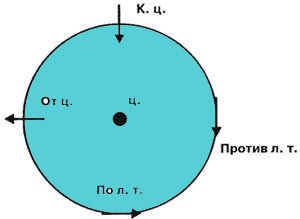 К. ц.
От ц.
ц.
Против л. т.
По л. т.